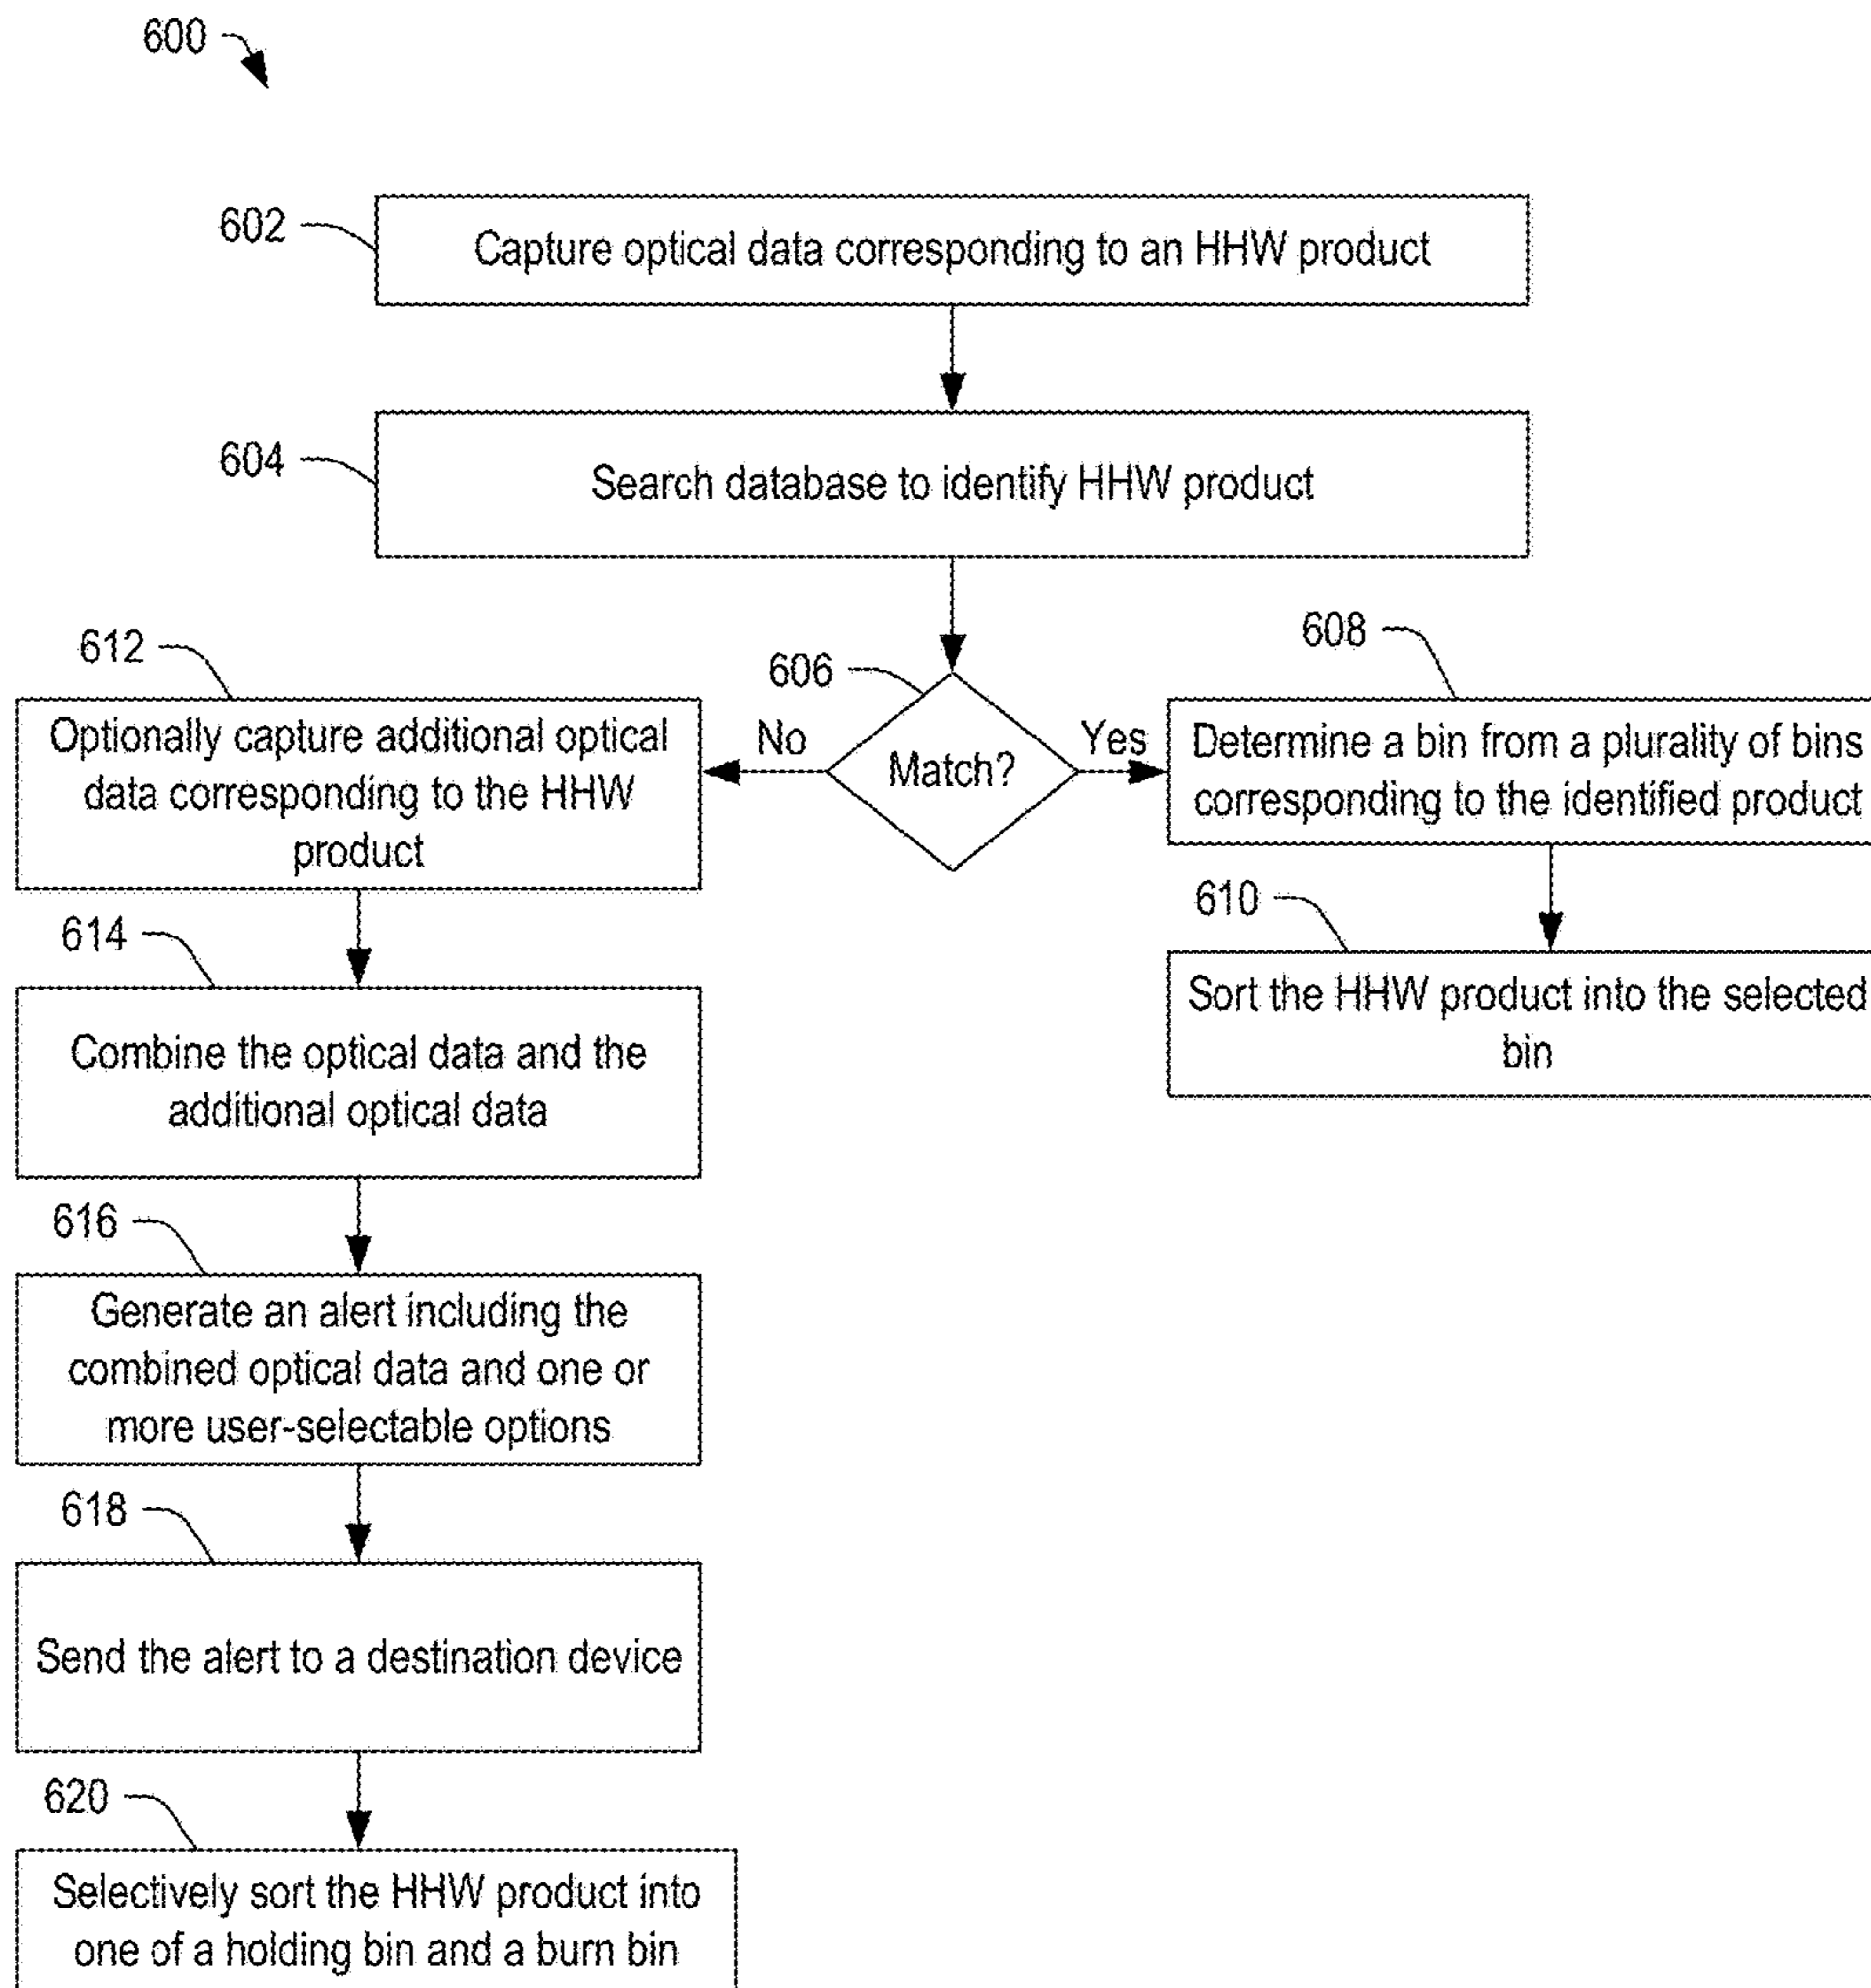 600
602
Capture optical data corresponding to an HHW product
604
Search database to identify HHW product
606
Match?
No
Yes
608
Determine a bin from a plurality of bins
corresponding to the identified product
610
Sort the HHW product into the selected
bin
612
Optionally capture additional optical
data corresponding to the HHW
product
614
Combine the optical data and the
additional optical data
616
Generate an alert including the
combined optical data and one or
more user-selectable options
618
Send the alert to a destination device
620
Selectively sort the HHW product into
one of a holding bin and a burn bin